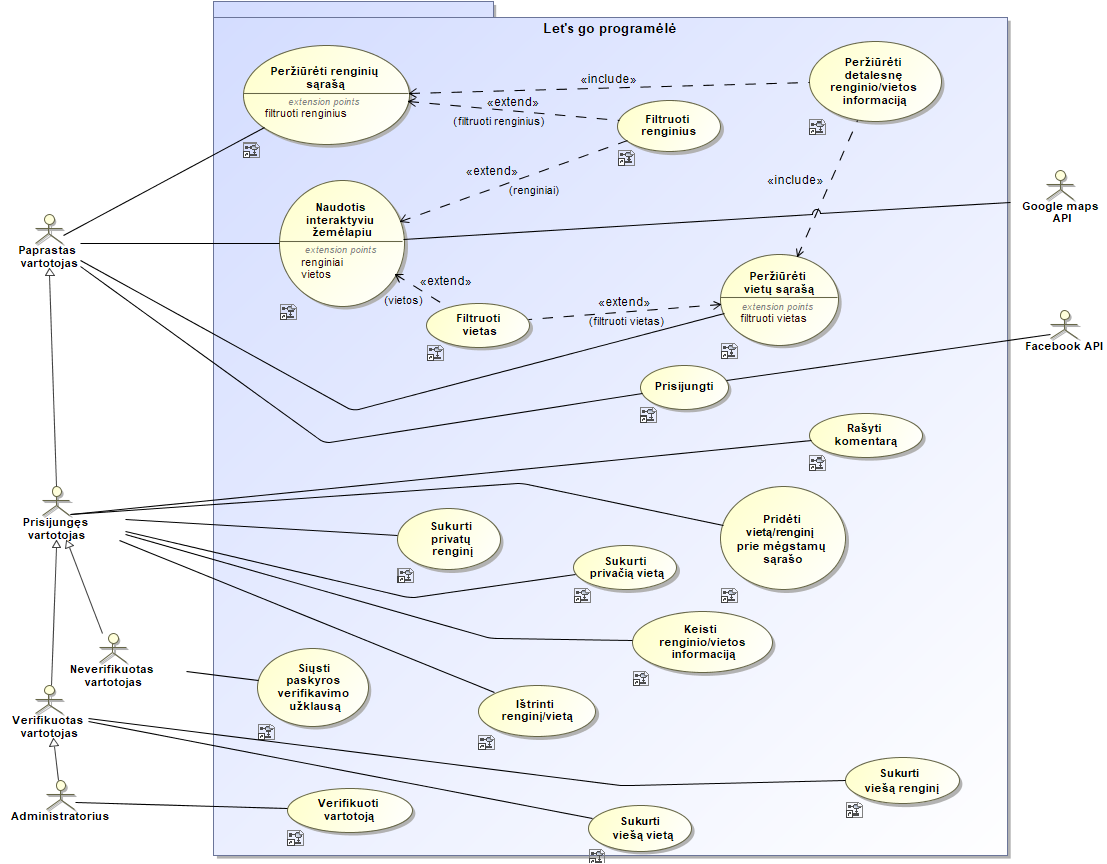 Let's go programėlė
Peržiūrėti renginių
sąrašą
extension points
filtruoti renginius
«include»
Peržiūrėti
detalesnę
renginio/vietos
informaciją
«extend»
(filtruoti renginius)
Filtruoti
renginius
«extend»
(renginiai)
«include»
Naudotis
interaktyviu
žemėlapiu
extension points
renginiai
vietos
Google maps
API
Paprastas
vartotojas
Peržiūrėti
vietų sąrašą
extension points
filtruoti vietas
«extend»
(vietos)
Filtruoti
vietas
«extend»
(filtruoti vietas)
Facebook API
Prisijungti
Rašyti
komentarą
Prisijungęs
vartotojas
Sukurti
privatų
renginį
Pridėti
vietą/renginį
prie mėgstamų
sąrašo
Sukurti
privačią vietą
Keisti
renginio/vietos
informaciją
Neverifikuotas
vartotojas
Siųsti
paskyros
verifikavimo
užklausą
Ištrinti
renginį/vietą
Verifikuotas
vartotojas
Sukurti
viešą renginį
Administratorius
Verifikuoti
vartotoją
Sukurti
viešą vietą